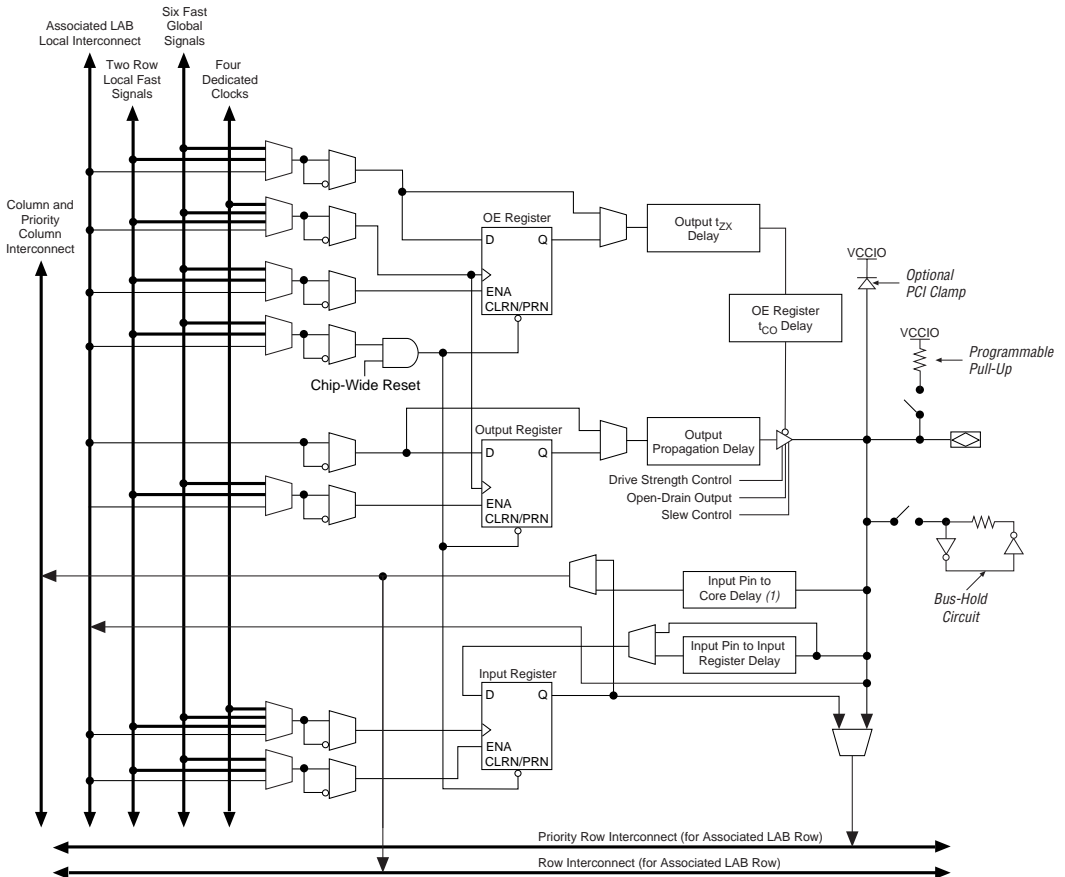 Six Fast
Global
Signals
Associated LAB
Local Interconnect
Two Row
Local Fast
Signals
Four
Dedicated
Clocks
Column and
Priority
Column
Interconnect
OE Register
D Q
ENA
CLRN/PRN
Output tZX
Delay
VCCIO
Optional
PCI Clamp
OE Register
tCO Delay
VCCIO
Programmable
Pull-Up
Chip-Wide Reset
Output Register
D Q
ENA
CLRN/PRN
Output
Propagation Delay
Drive Strength Control
Open-Drain Output
Slew Control
Input Pin to
Core Delay (1)
Bus-Hold
Circuit
Input Pin to Input
Register Delay
Input Register
D Q
ENA
CLRN/PRN
Priority Row Interconnect (for Associated LAB Row)
Row Interconnect (for Associated LAB Row)